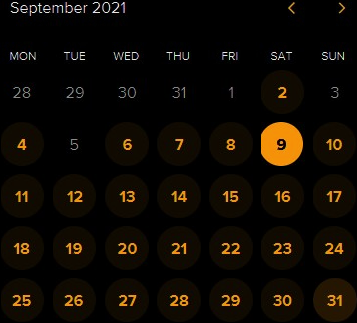 September 2021
MON TUE WED THU FRI SAT SUN
28 29 30 31 1 2 3
4 5 6 7 8 9 10
11 12 13 14 15 16 17
18 19 20 21 22 23 24
25 26 27 28 29 30 31